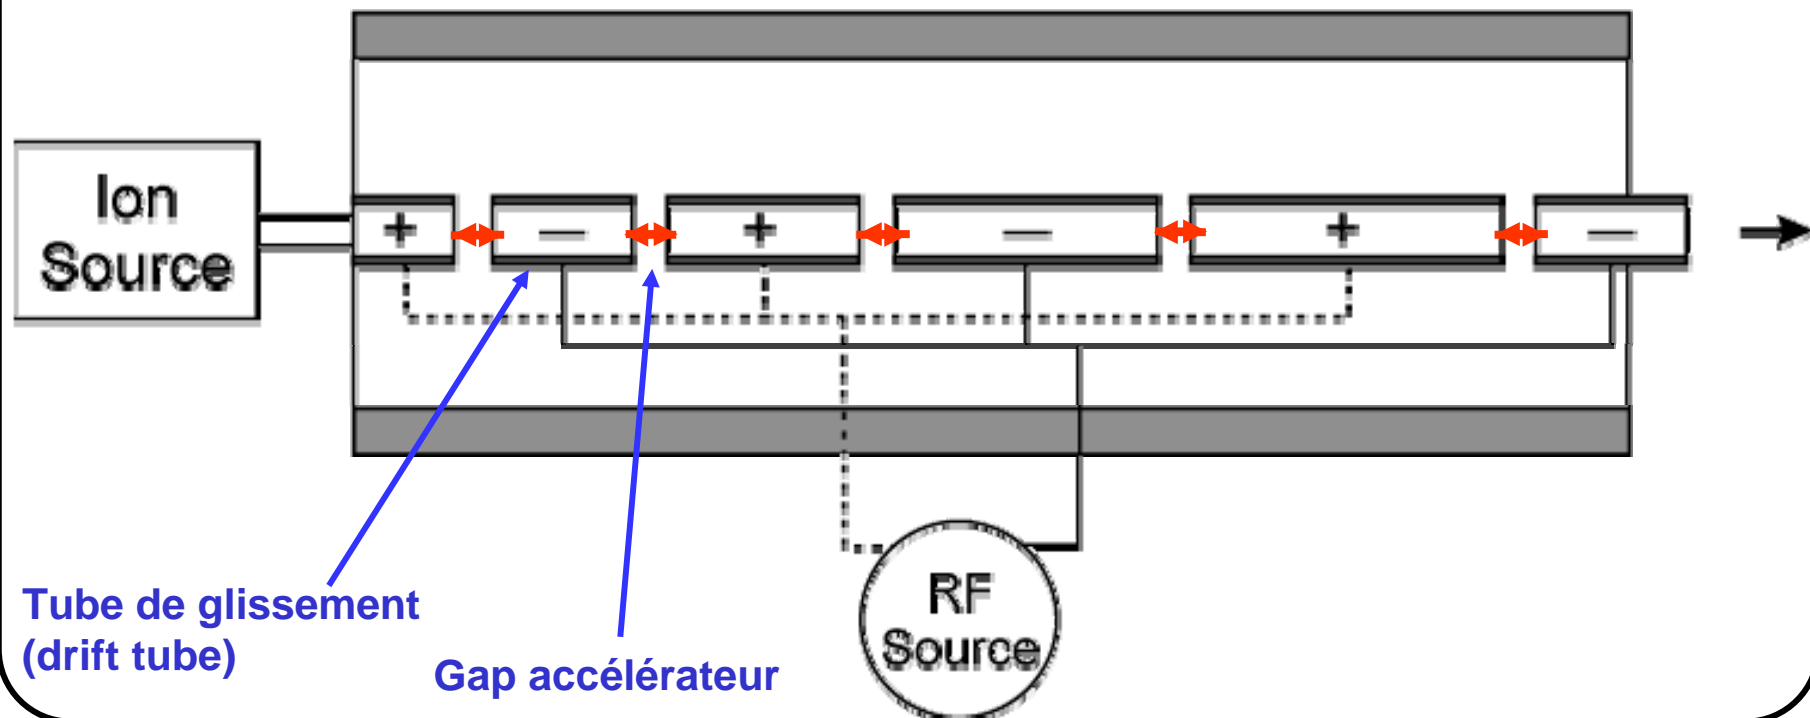 Ion
Source
+ — + — + —
RF
Source
Tube de glissement
(drift tube)
Gap accélérateur